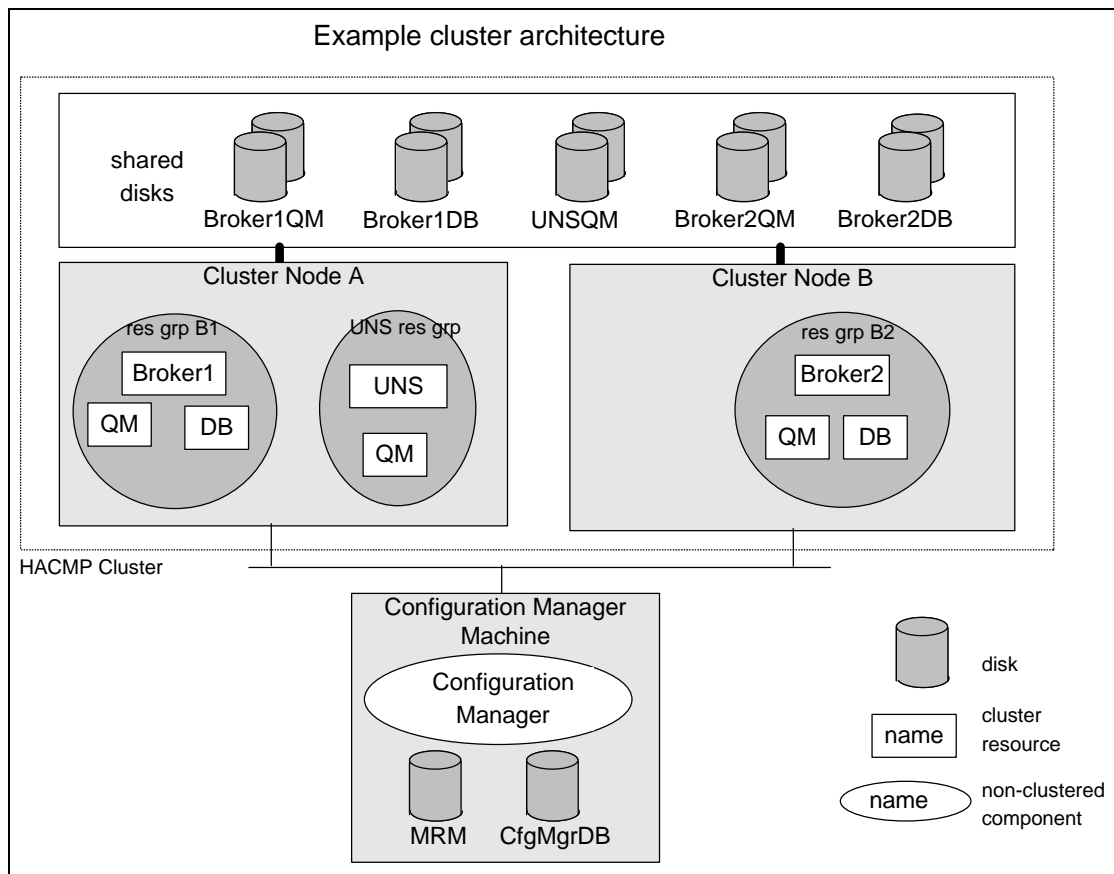 Example cluster architecture
shared
disks
Broker1QM
Broker1DB
UNSQM
Broker2QM
Broker2DB
Cluster Node A
Cluster Node B
res grp B1
UNS res grp
res grp B2
Broker1
QM
DB
UNS
QM
Broker2
QM
DB
HACMP Cluster
Configuration Manager
Machine
Configuration
Manager
MRM
CfgMgrDB
disk
name
cluster
resource
name
non-clustered
component